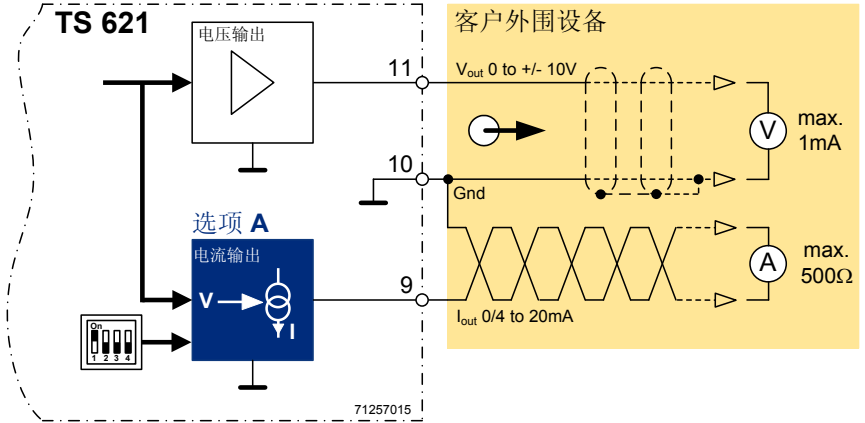 TS 621
电压输出
11
10
选项 A
电流输出
V
I
9
On
1 2 3 4
71257015
客户外围设备
Vout 0 to +/- 10V
V
max.
1mA
Gnd
A
max.
500Ω
Iout 0/4 to 20mA